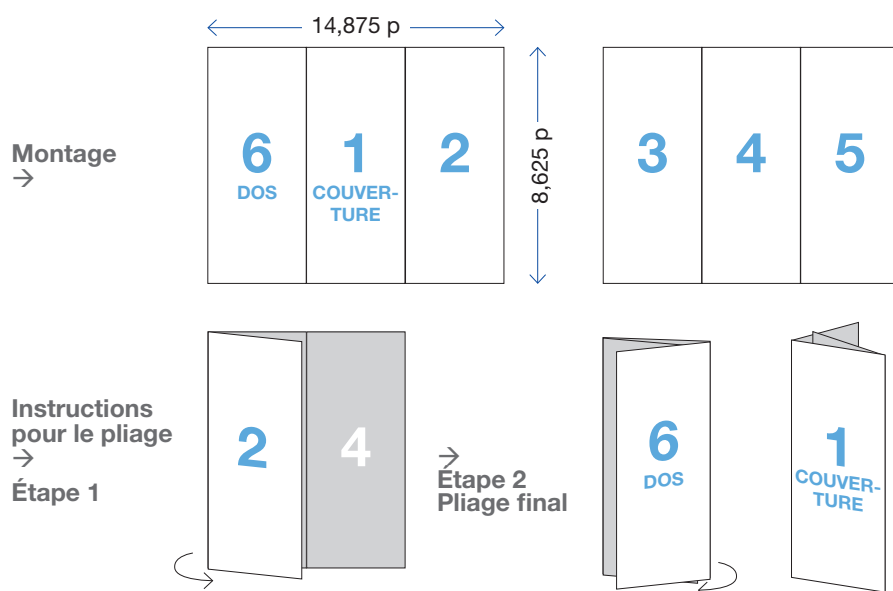 14,875 p
Montage
→
6
DOS
1
COUVER-
TURE
2
8,625 p
3
4
5
Instructions
pour le pliage
→
Étape 1
2
4
→
Étape 2
Pliage final
6
DOS
1
COUVER-
TURE